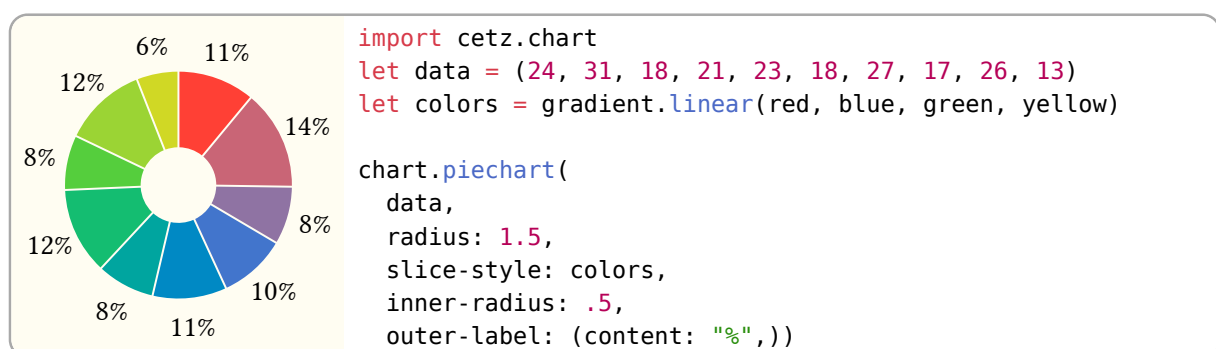 6%
11%
12%
14%
8%
8%
12%
10%
8%
11%
import cetz.chart
let data = (24, 31, 18, 21, 23, 18, 27, 17, 26, 13)
let colors = gradient.linear(red, blue, green, yellow)
chart.piechart(
  data,
  radius: 1.5,
  slice-style: colors,
  inner-radius: .5,
  outer-label: (content: "%",))